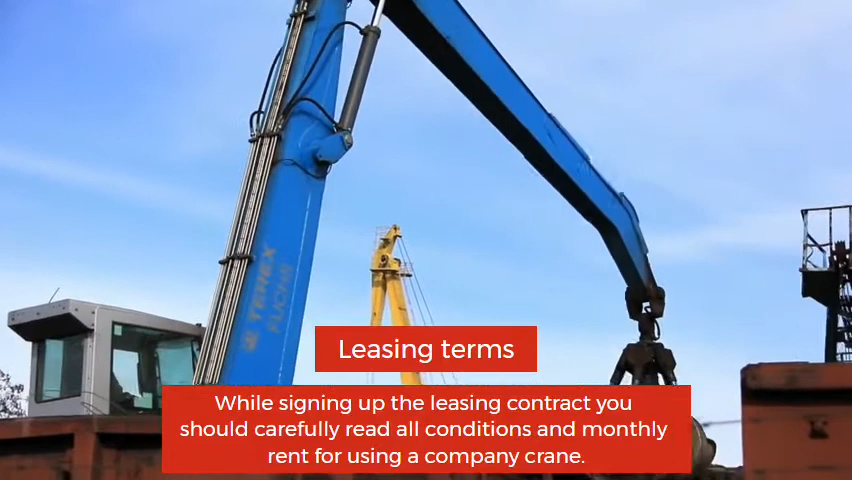 TEREX
FUCHS
Leasing terms
While signing up the leasing contract you
should carefully read all conditions and monthly
rent for using a company crane.